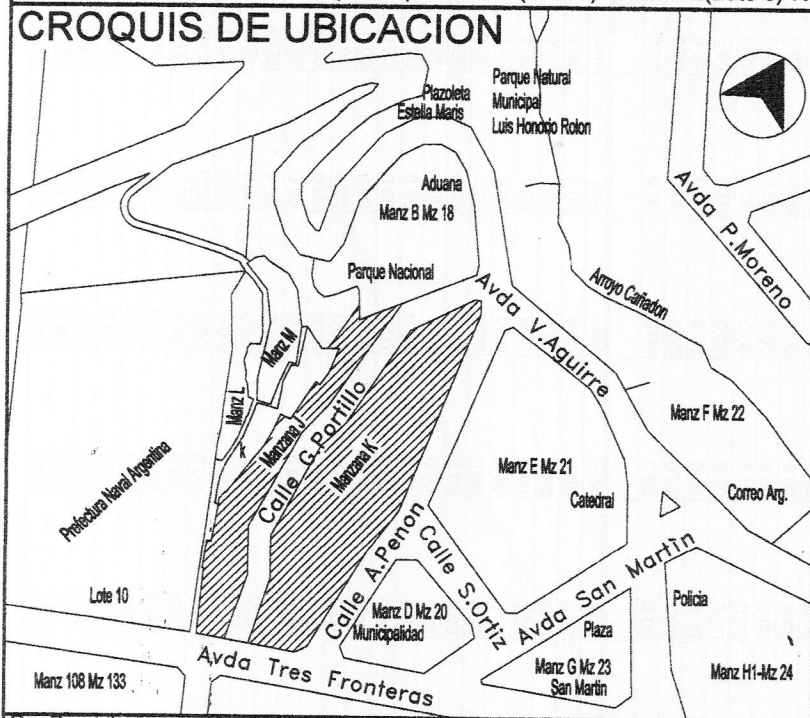 CROQUIS DE UBICACION
Plazoleta
Estella Maris
Parque Natural
Municipal
Luis Honorio Rolon
Aduana
Manz B Mz 18
Avda P.Moreno
Parque Nacional
Avda V.Aguirre
Arroyo Cañadon
Manz M
Manz L
k
Manzana J
Calle G.Portillo
Manzana K
Manz F Mz 22
Prefectura Naval Argentina
Manz E Mz 21
Catedral
Correo Arg.
Calle A.Penon
Calle S.Ortiz
Avda San Martìn
Lote 10
Manz D Mz 20
Municipalidad
Policia
Plaza
Avda Tres Fronteras
Manz G Mz 23
San Martin
Manz 108 Mz 133
Manz H1-Mz 24